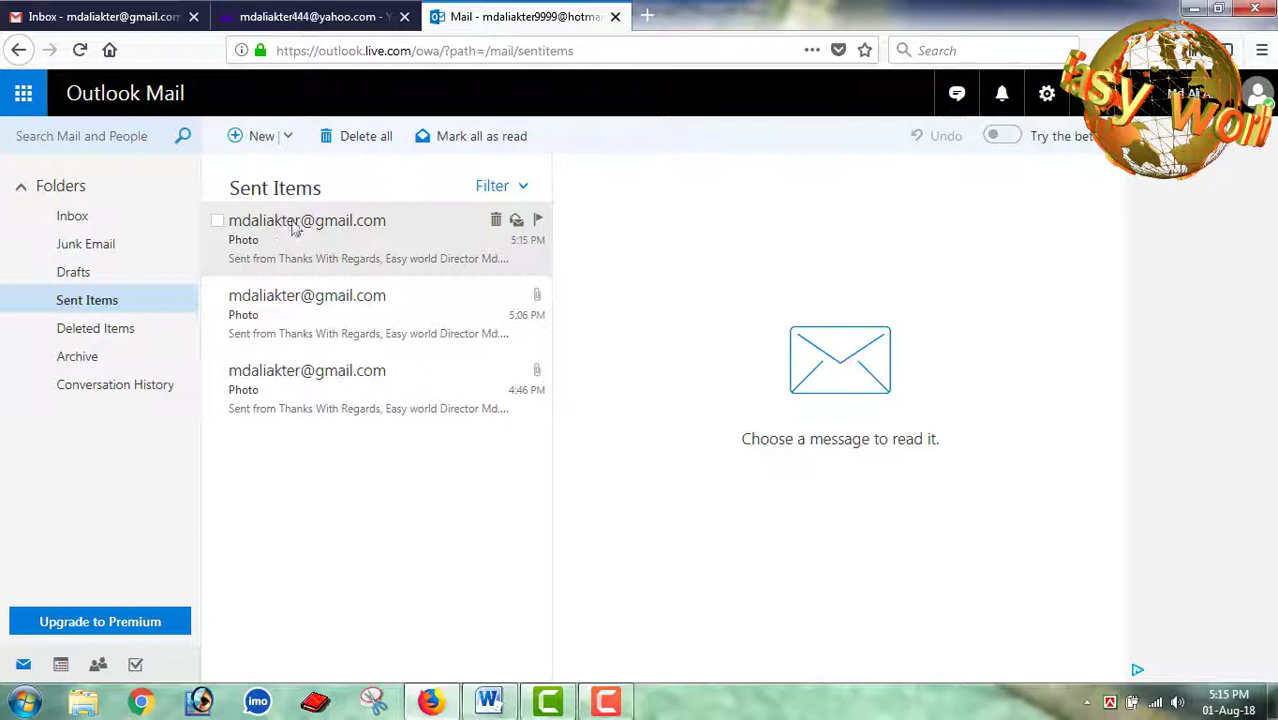 Inbox - mdaliakter@gmail.com
mdaliakter444@yahoo.com - Y
Mail - mdaliakter9999@hotma
https://outlook.live.com/owa/?path=/mail/sentitems
Search
Outlook Mail
Md Ali A
easy world
Search Mail and People
New
Delete all
Mark all as read
Undo
Try the bet
Folders
Inbox
Junk Email
Drafts
Sent Items
Deleted Items
Archive
Conversation History
Upgrade to Premium
Sent Items
Filter
mdaliakter@gmail.com
Photo
5:15 PM
Sent from Thanks With Regards, Easy world Director Md....
mdaliakter@gmail.com
Photo
5:06 PM
Sent from Thanks With Regards, Easy world Director Md....
mdaliakter@gmail.com
Photo
4:46 PM
Sent from Thanks With Regards, Easy world Director Md....
Choose a message to read it.
imo
5:15 PM
01-Aug-18